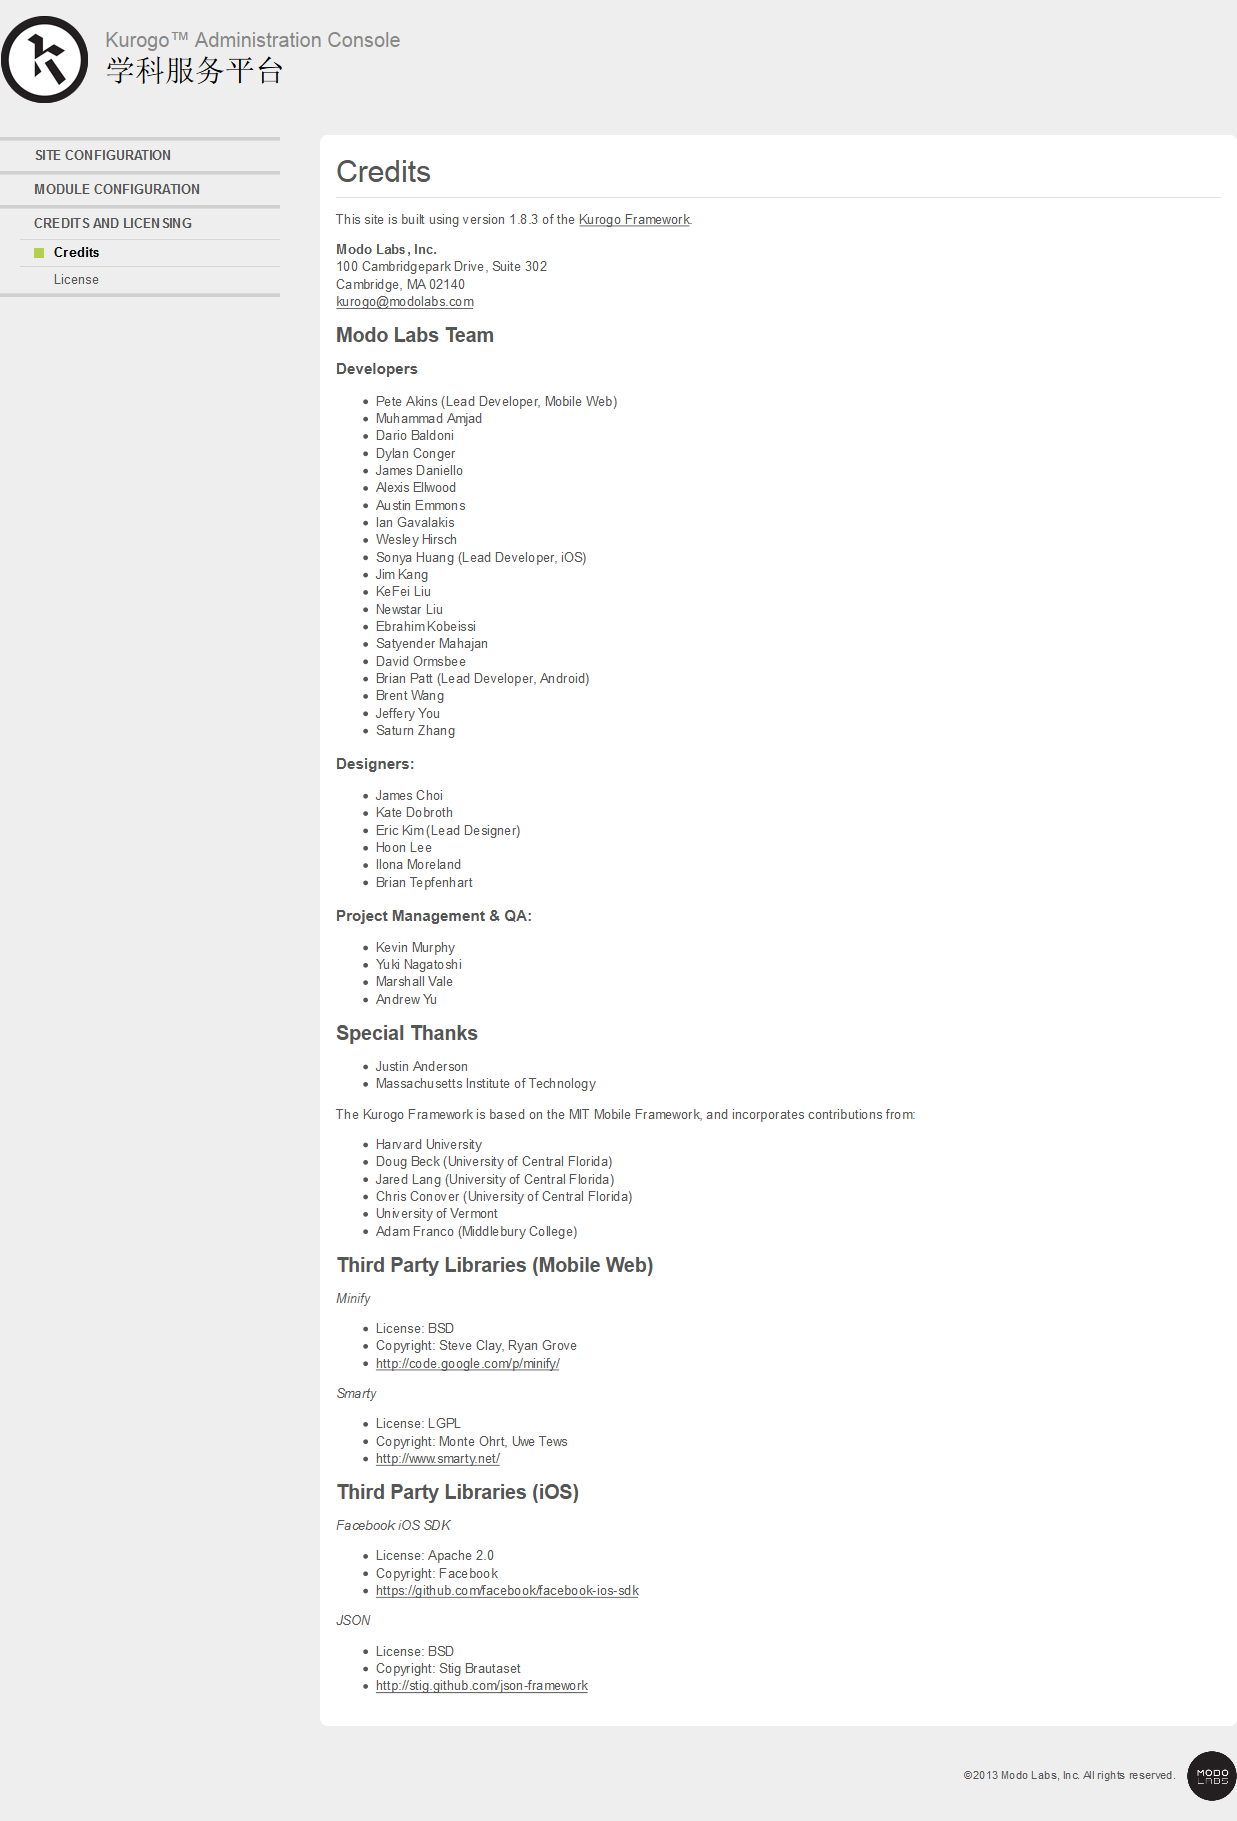 Kurogo™ Administration Console
学科服务平台
SITE CONFIGURATION
MODULE CONFIGURATION
CREDITS AND LICENSING
Credits
License
Credits
This site is built using version 1.8.3 of the Kurogo Framework.
Modo Labs, Inc.
100 Cambridgepark Drive, Suite 302
Cambridge, MA 02140
kurogo@modolabs.com
Modo Labs Team
Developers
Pete Akins (Lead Developer, Mobile Web)
Muhammad Amjad
Dario Baldoni
Dylan Conger
James Daniello
Alexis Ellwood
Austin Emmons
Ian Gavalakis
Wesley Hirsch
Sonya Huang (Lead Developer, iOS)
Jim Kang
KeFei Liu
Newstar Liu
Ebrahim Kobeissi
Satyender Mahajan
David Ormsbee
Brian Patt (Lead Developer, Android)
Brent Wang
Jeffery You
Saturn Zhang
Designers:
James Choi
Kate Dobroth
Eric Kim (Lead Designer)
Hoon Lee
Ilona Moreland
Brian Tepfenhart
Project Management & QA:
Kevin Murphy
Yuki Nagatoshi
Marshall Vale
Andrew Yu
Special Thanks
Justin Anderson
Massachusetts Institute of Technology
The Kurogo Framework is based on the MIT Mobile Framework, and incorporates contributions from:
Harvard University
Doug Beck (University of Central Florida)
Jared Lang (University of Central Florida)
Chris Conover (University of Central Florida)
University of Vermont
Adam Franco (Middlebury College)
Third Party Libraries (Mobile Web)
Minify
License: BSD
Copyright: Steve Clay, Ryan Grove
http://code.google.com/p/minify/
Smarty
License: LGPL
Copyright: Monte Ohrt, Uwe Tews
http://www.smarty.net/
Third Party Libraries (iOS)
Facebook iOS SDK
License: Apache 2.0
Copyright: Facebook
https://github.com/facebook/facebook-ios-sdk
JSON
License: BSD
Copyright: Stig Brautaset
http://stig.github.com/json-framework
©2013 Modo Labs, Inc. All rights reserved.
MODO
LABS